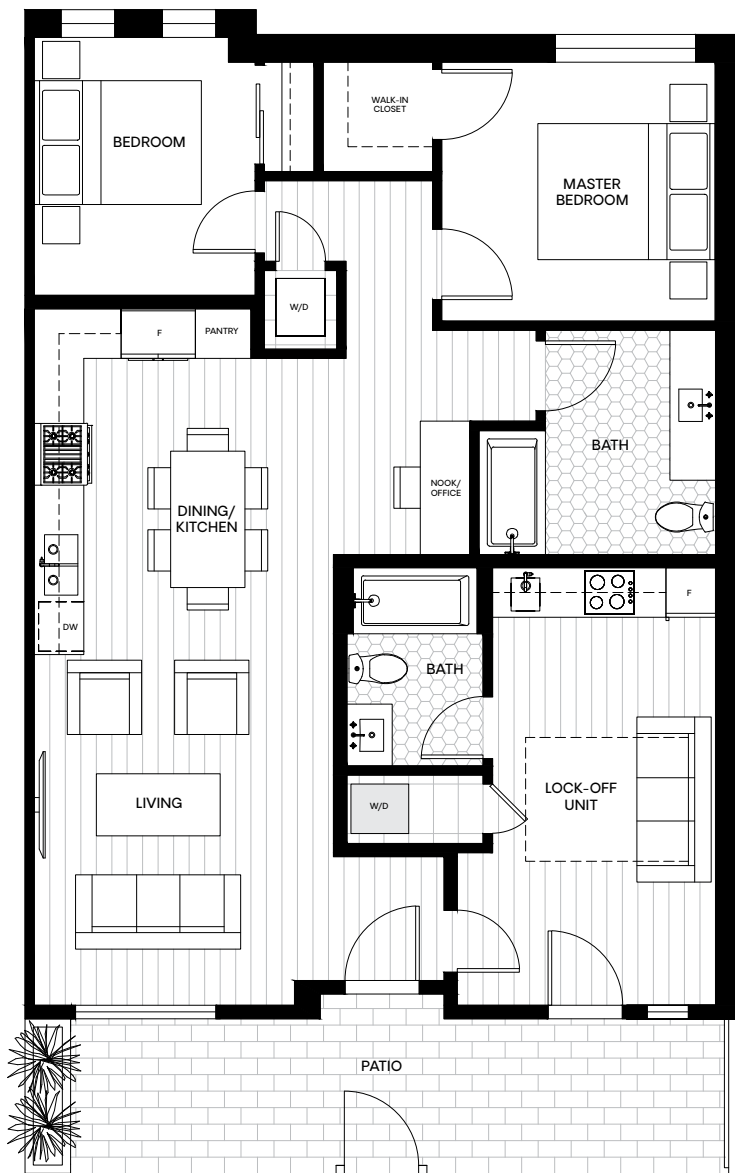 WALK-IN
CLOSET
BEDROOM
MASTER
BEDROOM
W/D
F
PANTRY
BATH
NOOK/
OFFICE
DINING/
KITCHEN
F
DW
BATH
LOCK-OFF
UNIT
LIVING
W/D
PATIO